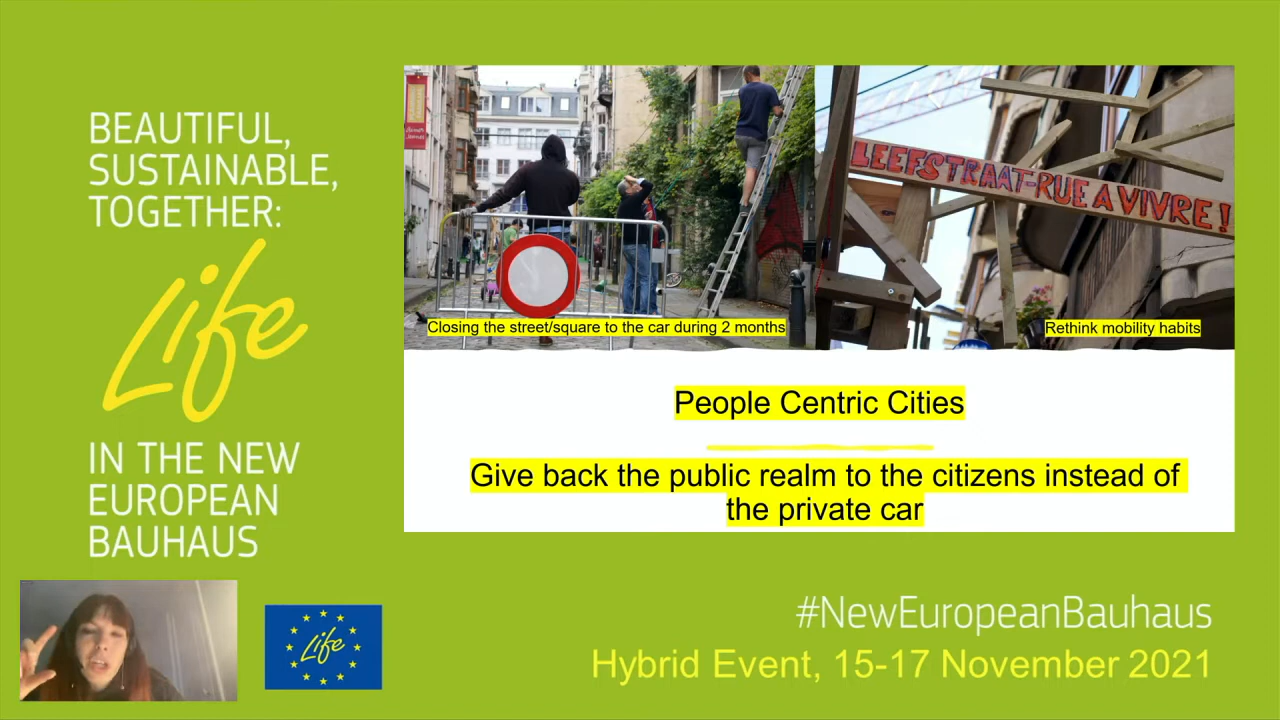 BEAUTIFUL,
SUSTAINABLE,
TOGETHER:
Life
IN THE NEW
EUROPEAN
BAUHAUS
LEEFSTRAAT-RUE A VIVRE!
Closing the street/square to the car during 2 months
Rethink mobility habits
People Centric Cities
Give back the public realm to the citizens instead of
the private car
Life
#NewEuropeanBauhaus
Hybrid Event, 15-17 November 2021